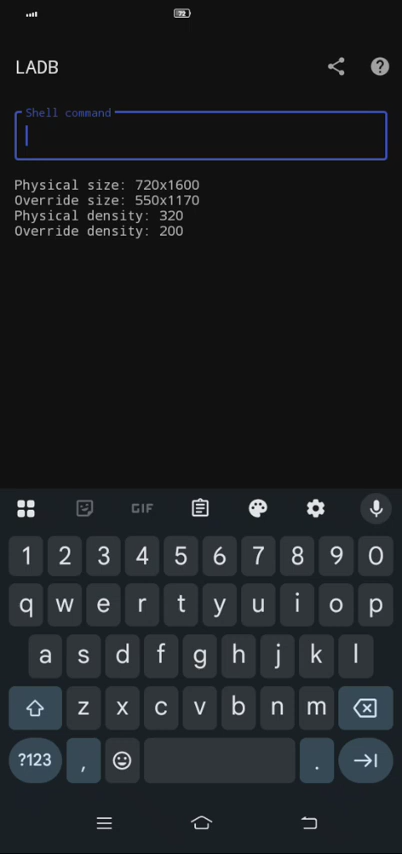 72
LADB
Shell command
Physical size: 720x1600
Override size: 550x1170
Physical density: 320
Override density: 200
GIF
1 2 3 4 5 6 7 8 9 0
q w e r t y u i o p
a s d f g h j k l
z x c v b n m
?123 , .